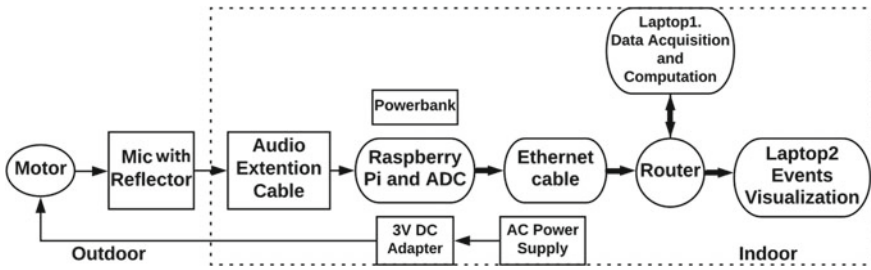 Laptop1.
Data Acquisition
and
Computation
Powerbank
Motor
Mic with
Reflector
Audio
Extention
Cable
Raspberry
Pi and ADC
Ethernet
cable
Router
Laptop2
Events
Visualization
3V DC
Adapter
AC Power
Supply
Outdoor
Indoor